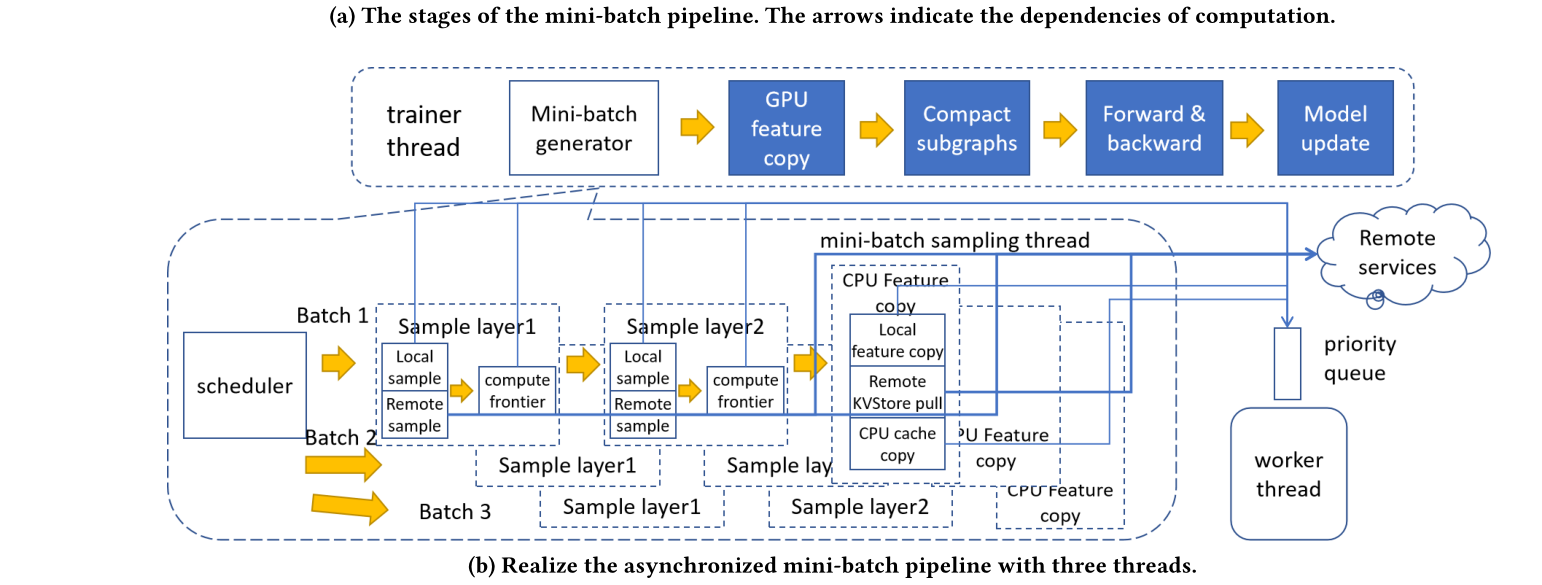 (a) The stages of the mini-batch pipeline. The arrows indicate the dependencies of computation.
trainer
thread
Mini-batch
generator
GPU
feature
copy
Compact
subgraphs
Forward &
backward
Model
update
mini-batch sampling thread
Remote
services
scheduler
Batch 1
Sample layer1
Local
sample
Remote
sample
compute
frontier
Sample layer2
Local
sample
Remote
sample
compute
frontier
CPU Feature
copy
Local
feature copy
Remote
KVStore pull
CPU cache
copy
priority
queue
worker
thread
Batch 2
Sample layer1
Sample lay
PU Feature
copy
Batch 3
Sample layer1
Sample layer2
CPU Feature
copy
(b) Realize the asynchronized mini-batch pipeline with three threads.